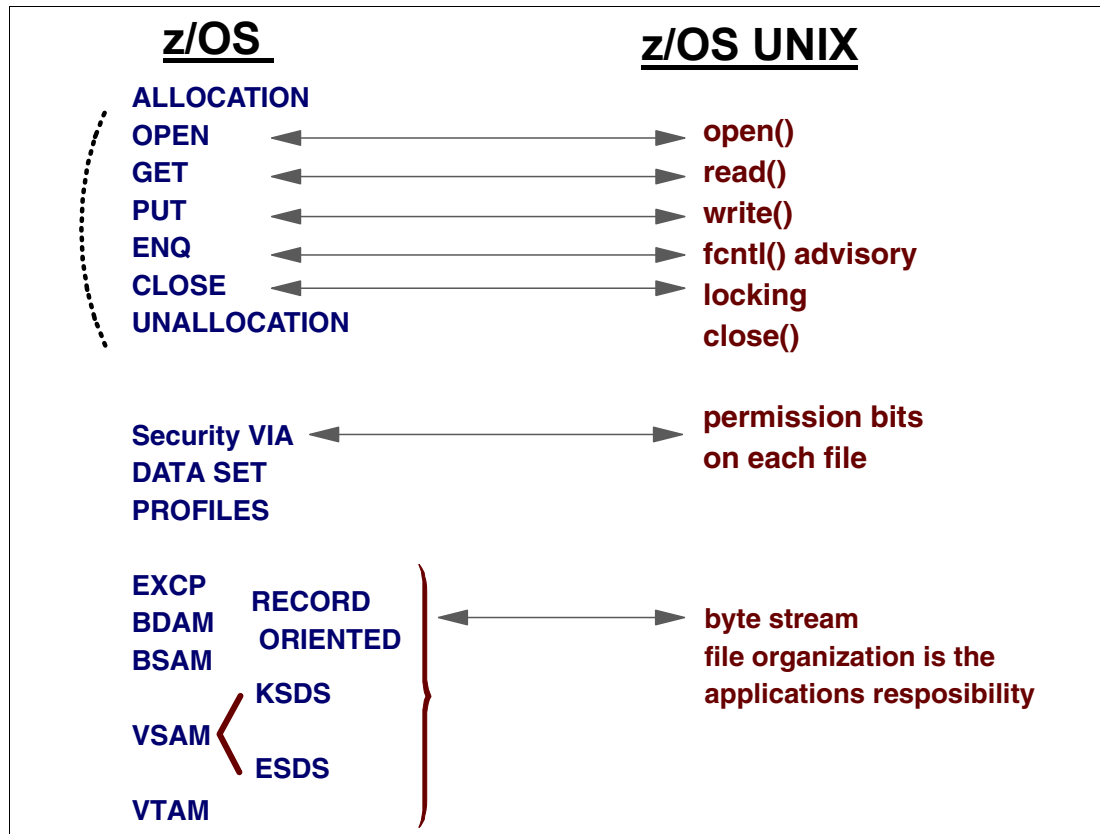 z/OS
z/OS UNIX
ALLOCATION
OPEN
GET
PUT
ENQ
CLOSE
UNALLOCATION
open()
read()
write()
fcntl() advisory
locking
close()
Security VIA
DATA SET
PROFILES
permission bits
on each file
EXCP
BDAM
BSAM
RECORD
ORIENTED
VSAM
KSDS
ESDS
VTAM
byte stream
file organization is the
applications resposibility